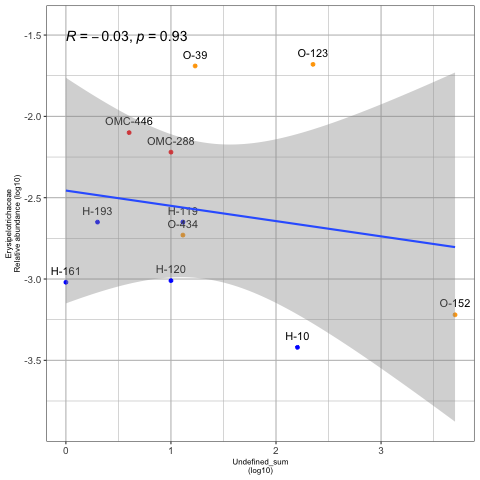 R = −0.03, p = 0.93
-1.5
O-39
O-123
-2.0
OMC-446
OMC-288
-2.5
H-193
H-119
O-434
H-161
H-120
-3.0
O-152
H-10
-3.5
0
1
2
3
Erysipelotrichaceae
Relative abundance (log10)
Undefined_sum
(log10)